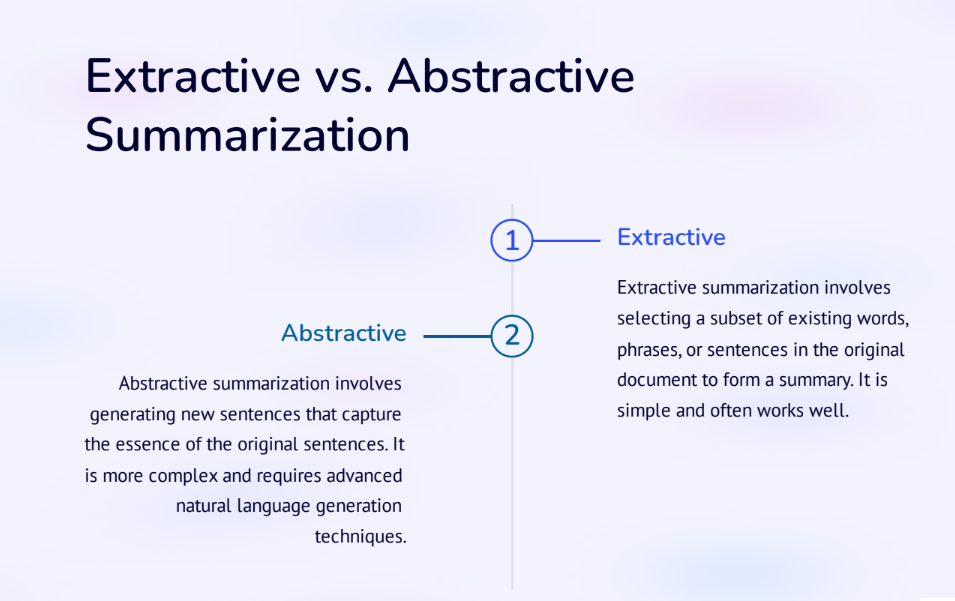 Extractive vs. Abstractive
Summarization
1
Extractive
Extractive summarization involves
selecting a subset of existing words,
phrases, or sentences in the original
document to form a summary. It is
simple and often works well.
2
Abstractive
Abstractive summarization involves
generating new sentences that capture
the essence of the original sentences. It
is more complex and requires advanced
natural language generation
techniques.